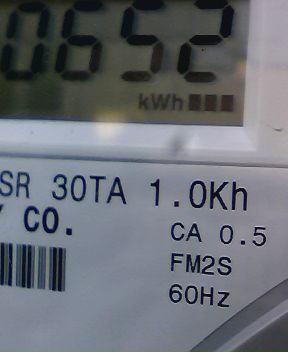 0652
kWh
SR 30TA 1.0Kh
Y CO.
CA 0.5
FM2S
60Hz